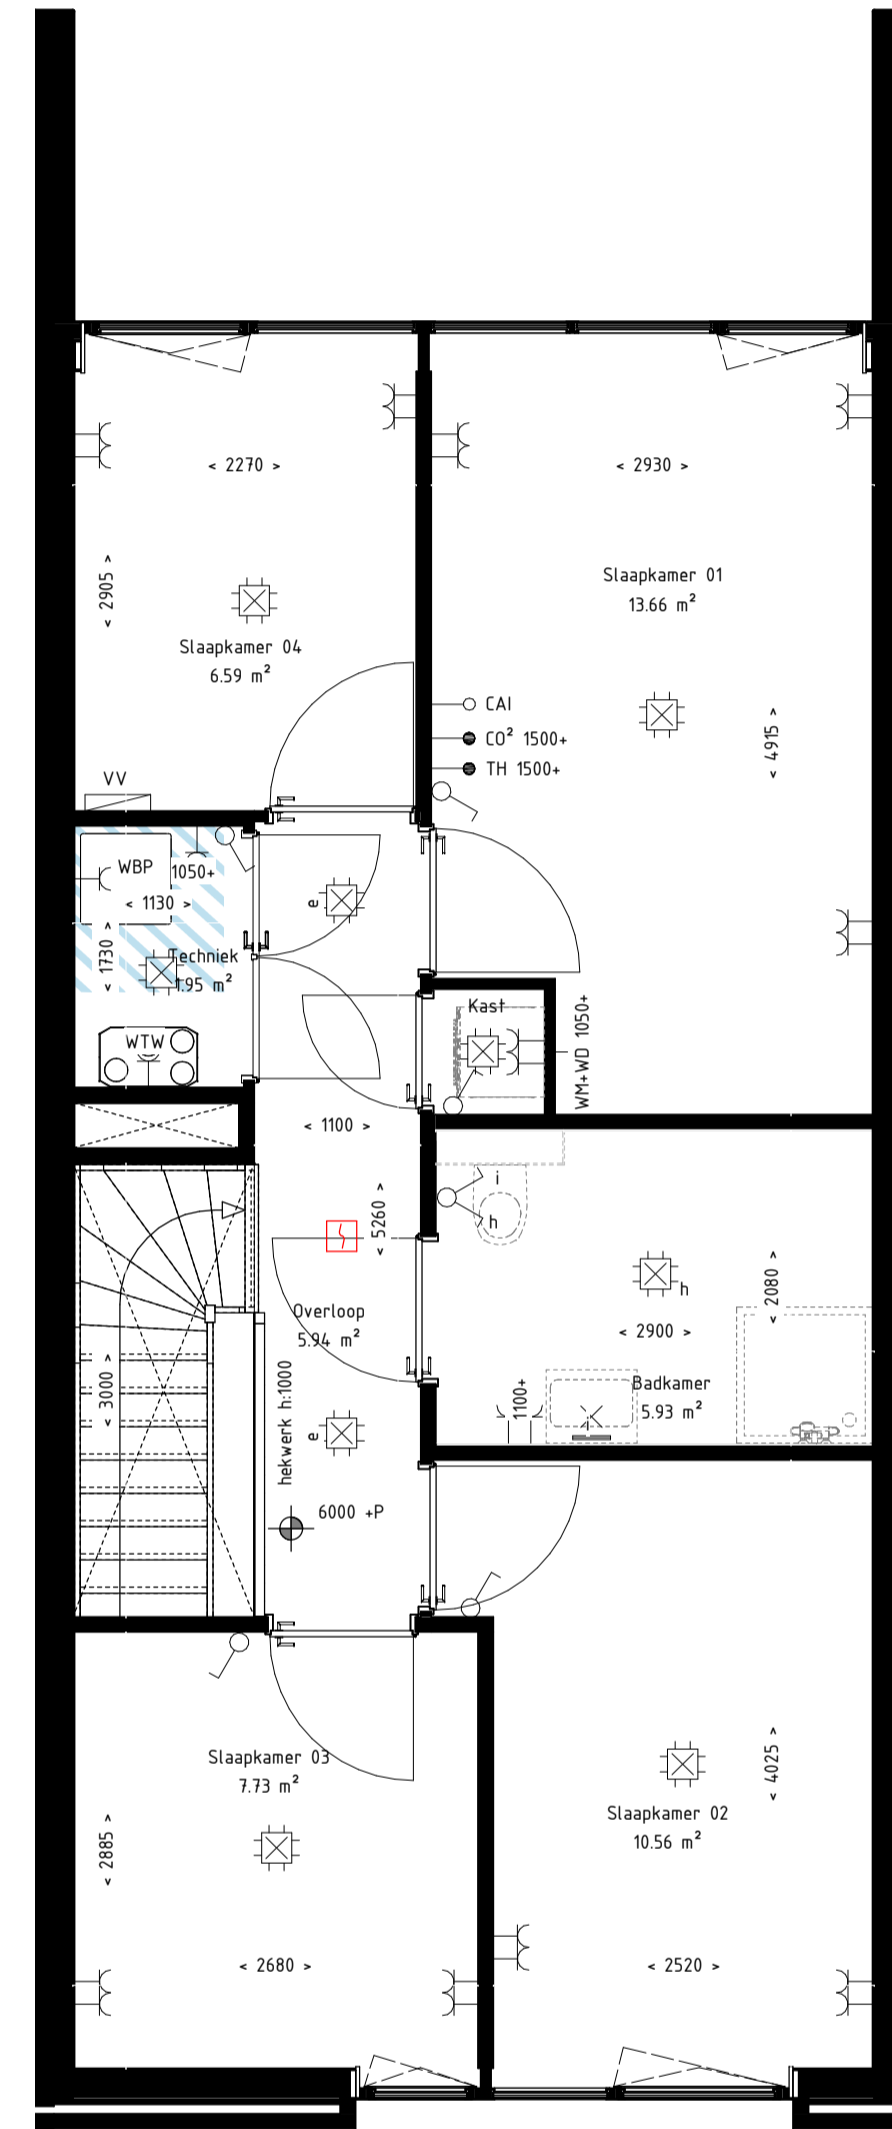 < 2270 >
< 2930 >
Slaapkamer 01
13.66 m²
< 2905 >
Slaapkamer 04
6.59 m²
CAI
CO² 1500+
TH 1500+
< 4915 >
VV
WBP
1050+
< 1130 >
e
< 1730 >
Techniek
1.95 m²
Kast
WTW
WM+WD 1050+
< 1100 >
i
h
< 5260 >
h
< 2080 >
Overloop
5.94 m²
< 2900 >
< 3000 >
hekwerk h:1000
1100+
Badkamer
5.93 m²
e
6000 +P
Slaapkamer 03
7.73 m²
< 4025 >
Slaapkamer 02
10.56 m²
< 2885 >
< 2680 >
< 2520 >